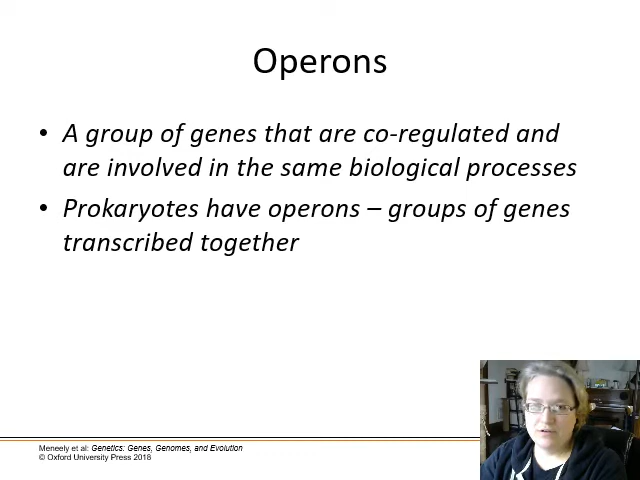 Operons
• A group of genes that are co-regulated and
are involved in the same biological processes
• Prokaryotes have operons – groups of genes
transcribed together
Meneely et al: Genetics: Genes, Genomes, and Evolution
© Oxford University Press 2018